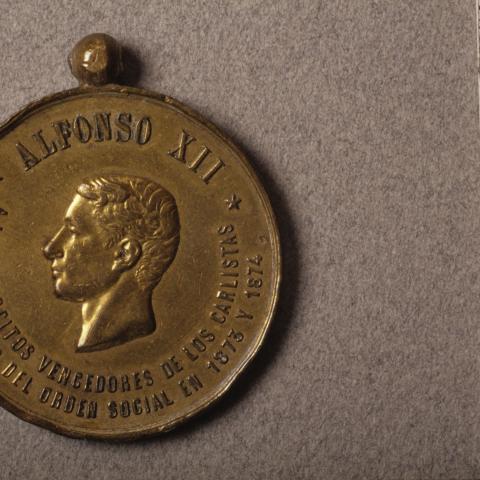 ALFONSO XII
VENCEDORES DE LOS CARLISTAS
DEL ORDEN SOCIAL EN 1873 Y 1874